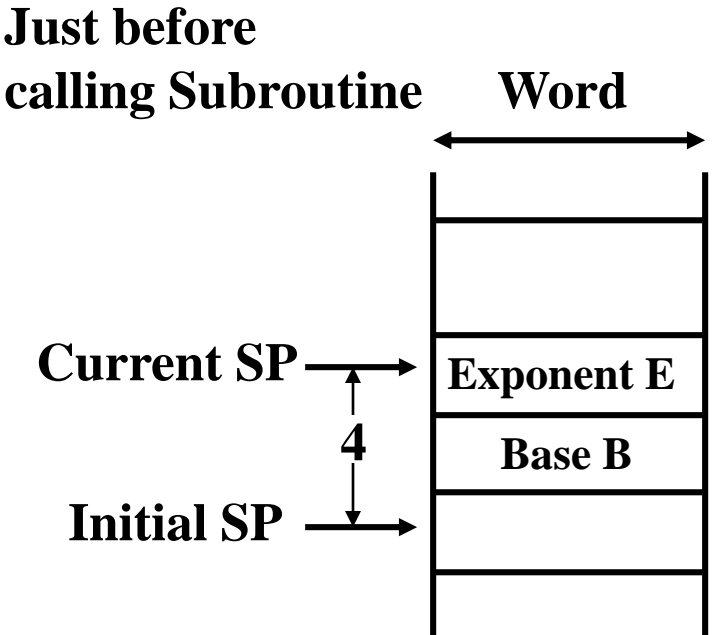 Just before
calling Subroutine
Word
Current SP
Exponent E
4
Base B
Initial SP